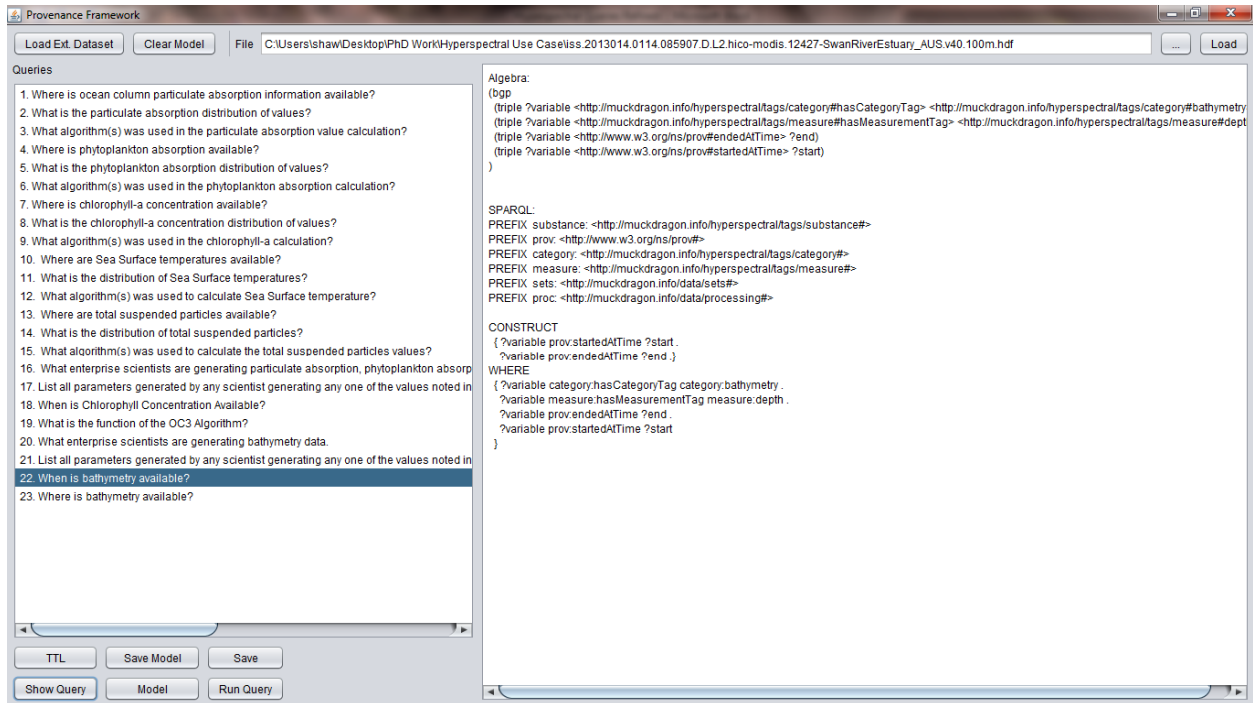 Provenance Framework
Load Ext. Dataset
Clear Model
File
C:\Users\shaw\Desktop\PhD Work\Hyperspectral Use Case\iss.2013014.0114.085907.D.L2.hico-modis.12427-SwanRiverEstuary_AUS.v40.100m.hdf
...
Load
Queries
1. Where is ocean column particulate absorption information available?
2. What is the particulate absorption distribution of values?
3. What algorithm(s) was used in the particulate absorption value calculation?
4. Where is phytoplankton absorption available?
5. What is the phytoplankton absorption distribution of values?
6. What algorithm(s) was used in the phytoplankton absorption calculation?
7. Where is chlorophyll-a concentration available?
8. What is the chlorophyll-a concentration distribution of values?
9. What algorithm(s) was used in the chlorophyll-a calculation?
10. Where are Sea Surface temperatures available?
11. What is the distribution of Sea Surface temperatures?
12. What algorithm(s) was used to calculate Sea Surface temperature?
13. Where are total suspended particles available?
14. What is the distribution of total suspended particles?
15. What algorithm(s) was used to calculate the total suspended particles values?
16. What enterprise scientists are generating particulate absorption, phytoplankton absorp
17. List all parameters generated by any scientist generating any one of the values noted in
18. When is Chlorophyll Concentration Available?
19. What is the function of the OC3 Algorithm?
20. What enterprise scientists are generating bathymetry data.
21. List all parameters generated by any scientist generating any one of the values noted in
22. When is bathymetry available?
23. Where is bathymetry available?
TTL
Save Model
Save
Show Query
Model
Run Query
Algebra:
(bgp
(triple ?variable <http://muckdragon.info/hyperspectral/tags/category#hasCategoryTag> <http://muckdragon.info/hyperspectral/tags/category#bathymetry
(triple ?variable <http://muckdragon.info/hyperspectral/tags/measure#hasMeasurementTag> <http://muckdragon.info/hyperspectral/tags/measure#dept
(triple ?variable <http://www.w3.org/ns/prov#endedAtTime> ?end)
(triple ?variable <http://www.w3.org/ns/prov#startedAtTime> ?start)
)
SPARQL:
PREFIX substance: <http://muckdragon.info/hyperspectral/tags/substance#>
PREFIX prov: <http://www.w3.org/ns/prov#>
PREFIX category: <http://muckdragon.info/hyperspectral/tags/category#>
PREFIX measure: <http://muckdragon.info/hyperspectral/tags/measure#>
PREFIX sets: <http://muckdragon.info/data/sets#>
PREFIX proc: <http://muckdragon.info/data/processing#>
CONSTRUCT
{ ?variable prov:startedAtTime ?start .
?variable prov:endedAtTime ?end .}
WHERE
{ ?variable category:hasCategoryTag category:bathymetry .
?variable measure:hasMeasurementTag measure:depth .
?variable prov:endedAtTime ?end .
?variable prov:startedAtTime ?start
}